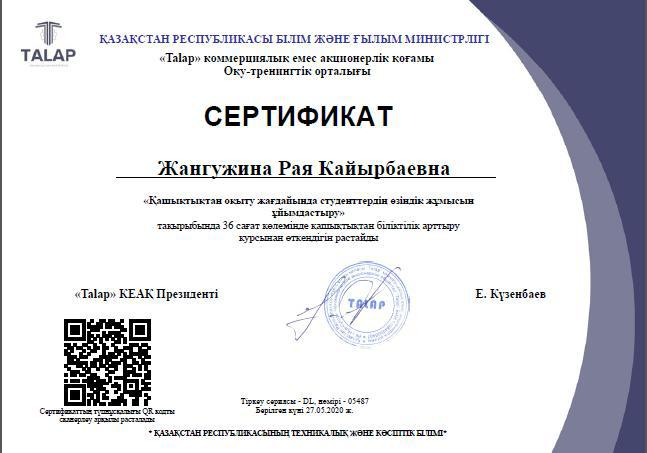 TALAP
ҚАЗАҚСТАН РЕСПУБЛИКАСЫ БІЛІМ ЖӘНЕ ҒЫЛЫМ МИНИСТРЛІГІ
«Talap» коммерциялық емес акционерлік қоғамы
Оқу-тренингтік орталығы
СЕРТИФИКАТ
Жангужина Рая Кайырбаевна
«Қашықтықтан оқыту жағдайында студенттердің өзіндік жұмысын
ұйымдастыру»
тақырыбында 36 сағат көлемінде қашықтықтан біліктілік арттыру
курсынан өткендігін растайды
«Talap» КЕАҚ Президенті
TALAP
Е. Күзенбаев
Сертификаттың түпнұсқалығы QR кодты
сканерлеу арқылы расталады
Тіркеу сериясы - DL, немірі - 05487
Берілген күні 27.05.2020 ж.
* ҚАЗАҚСТАН РЕСПУБЛИКАСЫНЫҢ ТЕХНИКАЛЫҚ ЖӘНЕ КӘСІПТІК БІЛІМІ*